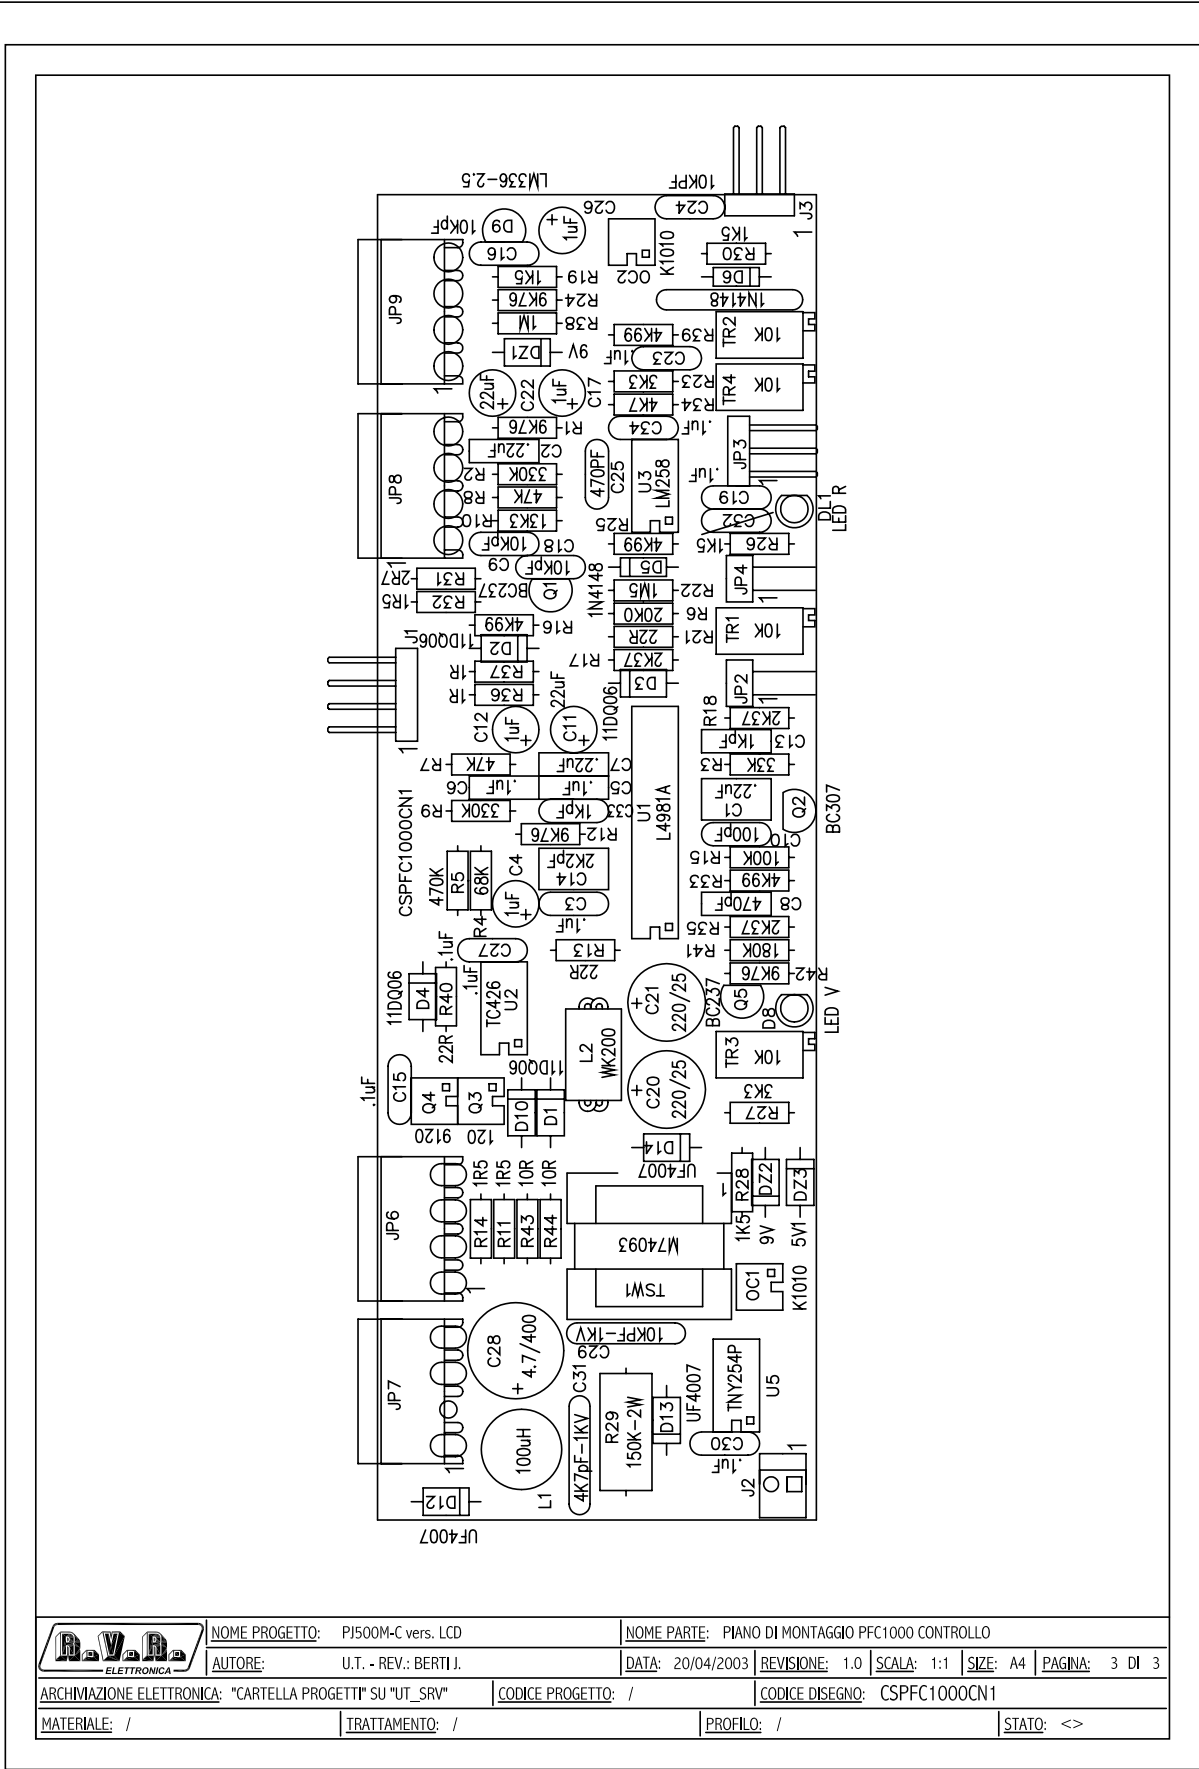 LM336-2.5
10KPF
C24
J3
1
C26
10KpF
D9
+
1uF
C16
OC2
K1010
1K5
R30
D6
1N4148
JP9
1
1K5
R19
9K76
R24
1M
R38
DZ1
9V
4K99
R39
.1uF
C23
3K3
R23
4K7
R34
TR2
10K
TR4
10K
22uF
+
C22
1uF
+
C17
9K76
R1
C34
.1uF
JP8
1
.22uF
C2
R2
330K
R8
47K
R10
13K3
470PF
C25
U3
LM258
JP3
1
.1uF
C19
C32
DL1
LED R
10KpF
C18
C9
10KpF
R25
4K99
1K5
R26
2R7
R31
1R5
R32
BC237
Q1
1N4148
D5
1M5
R22
20K0
R6
22R
R21
R17
2K37
JP4
1
TR1
10K
4K99
R16
J1
1
11DQ06
D2
1R
R37
1R
R36
22uF
D3
11DQ06
JP2
1
C12
1uF
+
C11
+
R18
2K37
1KpF
C13
R3
33K
R7
47K
.22uF
C7
C6
.1uF
.1uF
C5
R9
330K
1KpF
C33
9K76
R12
U1
L4981A
.22uF
C1
Q2
BC307
100pF
C10
CSPFC1000CN1
470K
R5
68K
R4
C4
1uF
+
2K2pF
C14
C3
.1uF
R15
100K
R33
4K99
470pF
C8
R35
2K37
R41
180K
9K76
R42
.1uF
C27
R13
22R
11DQ06
D4
R40
22R
.1uF
TC426
U2
+
C21
220/25
BC237
Q5
D8
LED V
L2
WK200
TR3
10K
.1uF
C15
Q4
Q3
9120
120
11DQ06
D10
D1
+
C20
220/25
3K3
R27
D14
UF4007
JP6
1
1R5
1R5
10R
10R
R14
R11
R43
R44
1
M74093
TSW1
R28
1K5
DZ2
9V
DZ3
5V1
OC1
K1010
JP7
1
C28
+ 4.7/400
10KPF-1KV
C29
C31
4K7pF-1KV
R29
150K-2W
D13
UF4007
TNY254P
U5
C30
.1uF
100uH
L1
J2
1
D12
UF4007
R.V.R.
ELETTRONICA
NOME PROGETTO: PJ500M-C vers. LCD
NOME PARTE: PIANO DI MONTAGGIO PFC1000 CONTROLLO
AUTORE: U.T. - REV.: BERTI J.
DATA: 20/04/2003 REVISIONE: 1.0 SCALA: 1:1 SIZE: A4 PAGINA: 3 DI 3
ARCHIVIAZIONE ELETTRONICA: "CARTELLA PROGETTI" SU "UT_SRV" CODICE PROGETTO: / CODICE DISEGNO: CSPFC1000CN1
MATERIALE: / TRATTAMENTO: / PROFILO: / STATO: <>